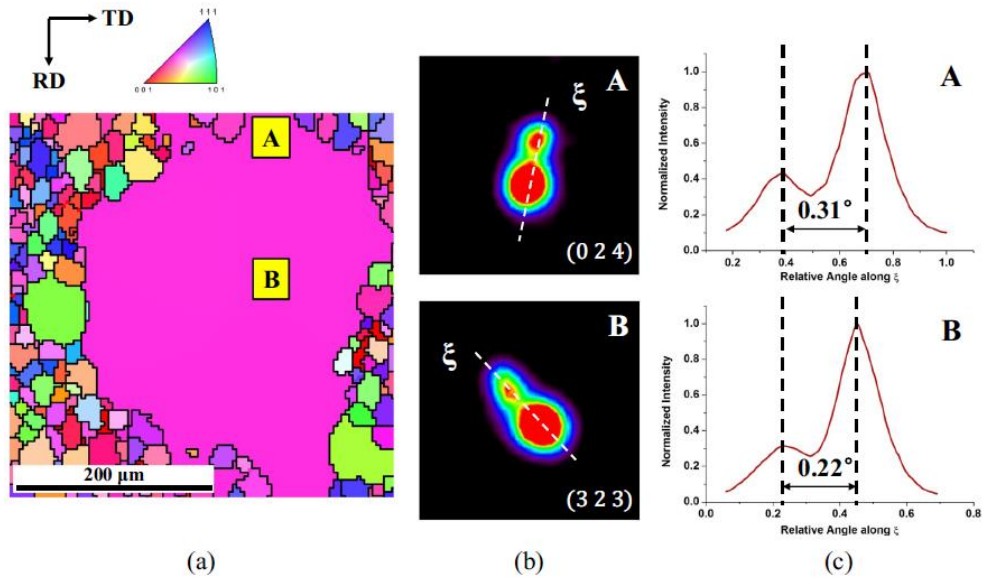 TD
RD
1 1 1
0 0 1
1 0 1
A
B
200 μm
(a)
A
ξ
(0 2 4)
B
ξ
(3 2 3)
(b)
A
Normalized Intensity
1.0
0.8
0.6
0.4
0.2
0.0
0.31°
0.2 0.4 0.6 0.8 1.0
Relative Angle along ξ
B
Normalized Intensity
1.0
0.8
0.6
0.4
0.2
0.0
0.22°
0.0 0.2 0.4 0.6 0.8
Relative Angle along ξ
(c)